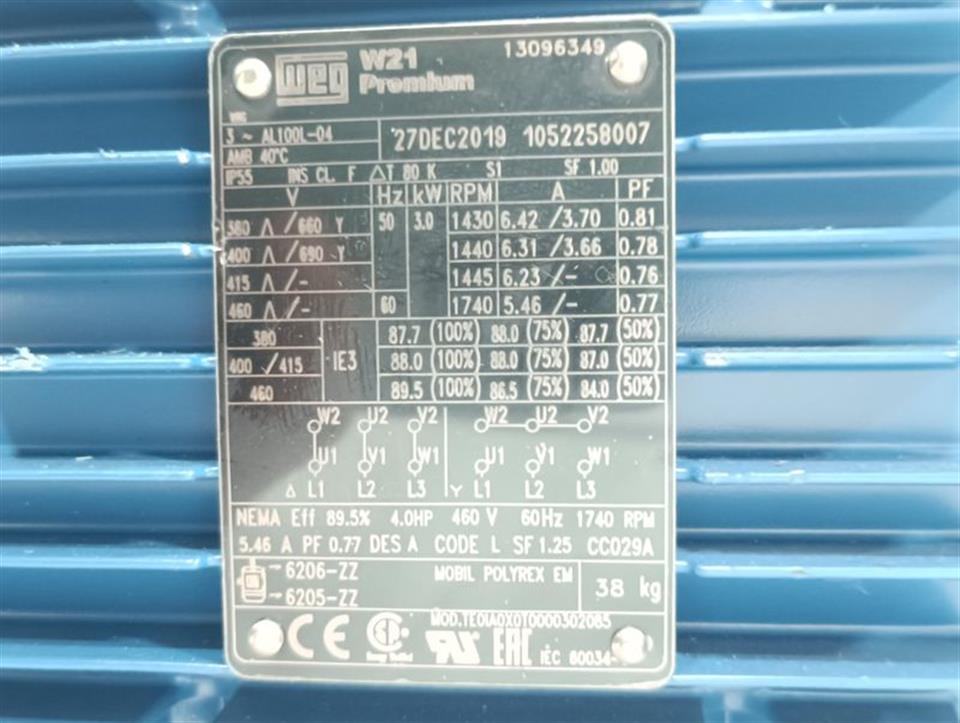 WEG W21 Premium 13096349
3 ~ AL100L-04 27DEC2019 1052258007
AMB 40°C
IP55 INS CL. F ΔT 80 K S1 SF 1.00
V Hz kW RPM A PF
380 Δ /660 Y 50 3.0 1430 6.42 /3.70 0.81
400 Δ /690 Y 1440 6.31 /3.66 0.78
415 Δ /- 1445 6.23 /- 0.76
460 Δ /- 60 1740 5.46 /- 0.77
380 87.7 (100%) 88.0 (75%) 87.7 (50%)
400 /415 IE3 88.0 (100%) 88.0 (75%) 87.0 (50%)
460 89.5 (100%) 86.5 (75%) 84.0 (50%)
W2 U2 V2 W2 U2 V2
U1 V1 W1 U1 V1 W1
Δ L1 L2 L3 Y L1 L2 L3
NEMA Eff 89.5% 4.0HP 460 V 60Hz 1740 RPM
5.46 A PF 0.77 DES A CODE L SF 1.25 CC029A
6206-ZZ MOBIL POLYREX EM 38 kg
6205-ZZ
MOD.TE01A0X0T0000302085
CE UR EAC IEC 60034-